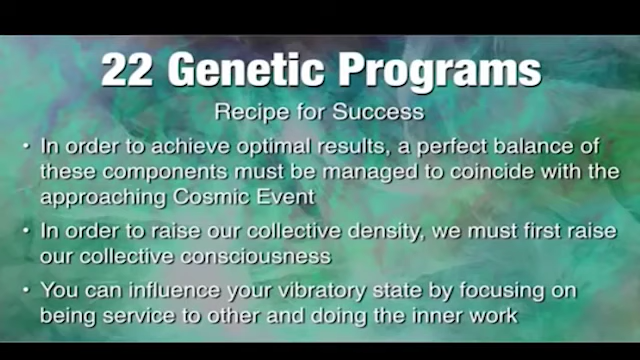 22 Genetic Programs
Recipe for Success
• In order to achieve optimal results, a perfect balance of
these components must be managed to coincide with the
approaching Cosmic Event
• In order to raise our collective density, we must first raise
our collective consciousness
• You can influence your vibratory state by focusing on
being service to other and doing the inner work